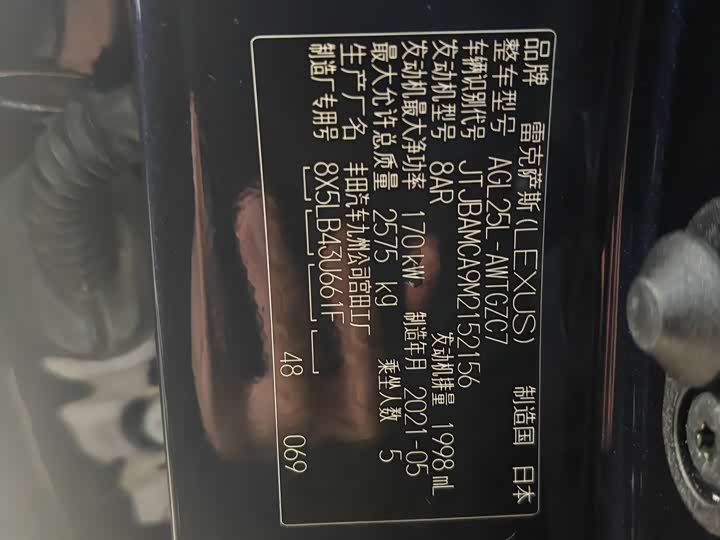 品牌 雷克萨斯(LEXUS) 制造国 日本
整车型号 AGL25L-AWTGZC7
车辆识别代号 JTJBAMCA9M2152156
发动机型号 8AR 发动机排量 1998 mL
发动机最大净功率 170 kW 制造年月 2021-05
最大允许总质量 2575 kg 乘坐人数 5
生产厂名 丰田汽车九州公司宫田工厂
制造厂专用号 8X5LB43U661F
48 069